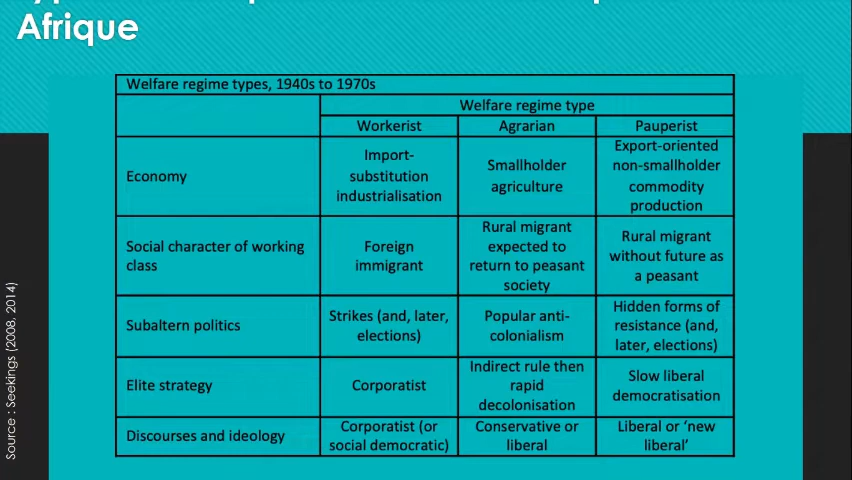 Afrique
Welfare regime types, 1940s to 1970s
Welfare regime type
Workerist
Agrarian
Pauperist
Economy
Import-
substitution
industrialisation
Smallholder
agriculture
Export-oriented
non-smallholder
commodity
production
Social character of working
class
Foreign
immigrant
Rural migrant
expected to
return to peasant
society
Rural migrant
without future as
a peasant
Subaltern politics
Strikes (and, later,
elections)
Popular anti-
colonialism
Hidden forms of
resistance (and,
later, elections)
Elite strategy
Corporatist
Indirect rule then
rapid
decolonisation
Slow liberal
democratisation
Discourses and ideology
Corporatist (or
social democratic)
Conservative or
liberal
Liberal or ‘new
liberal’
Source : Seekings (2008, 2014)